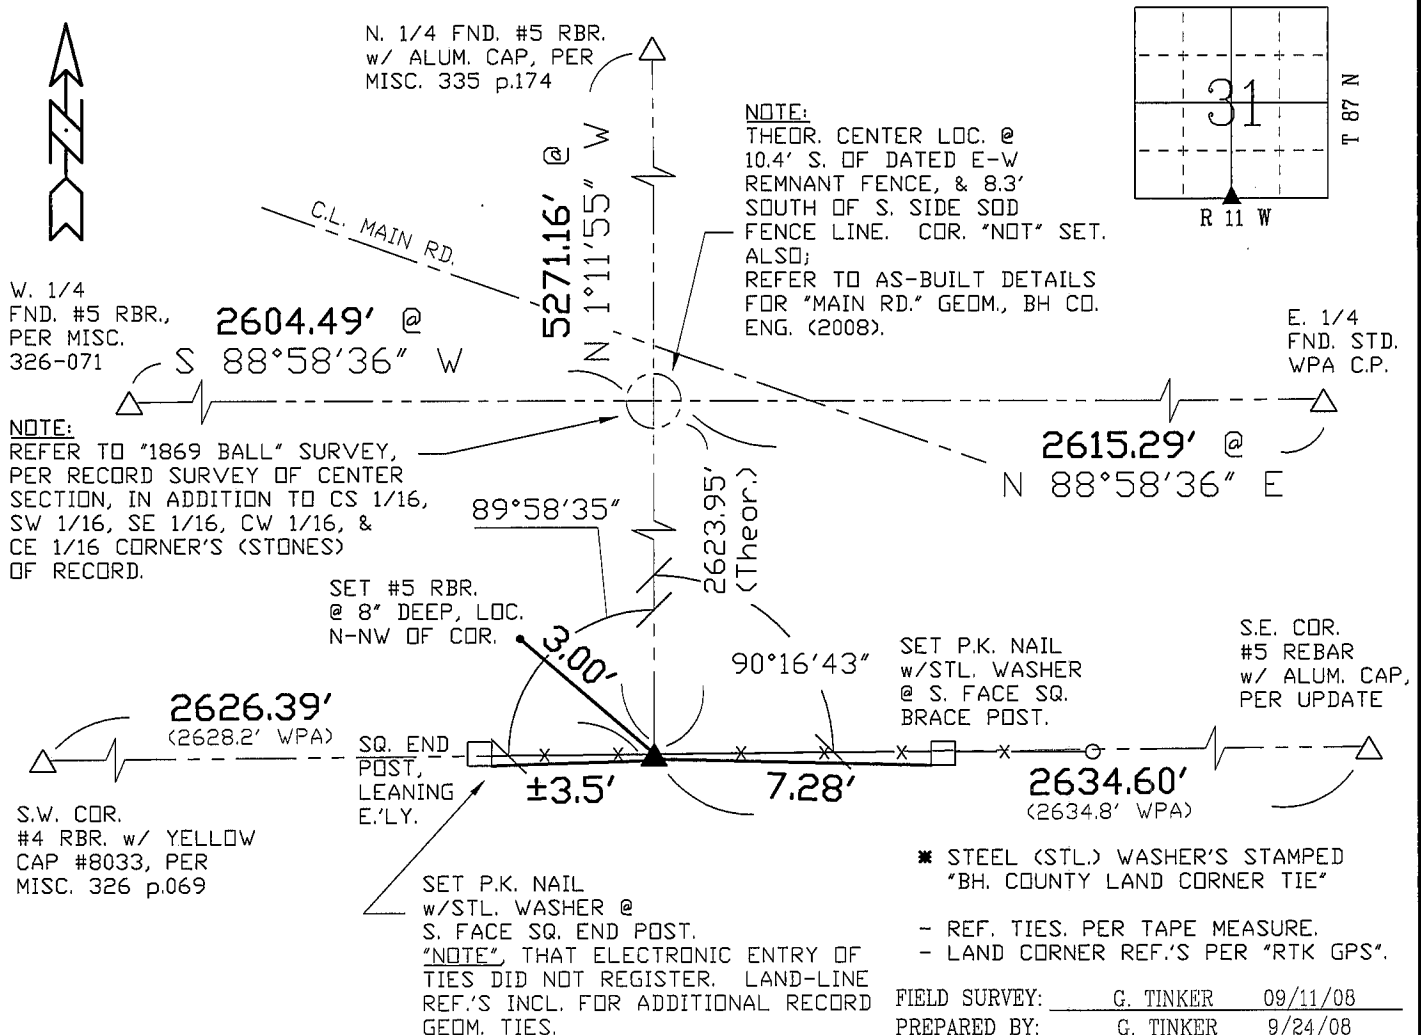 N. 1/4 FND. #5 RBR.
w/ ALUM. CAP, PER
MISC. 335 p.174
N
31
T 87 N
R 11 W
NOTE:
THEOR. CENTER LOC. @
10.4' S. OF DATED E-W
REMNANT FENCE, & 8.3'
SOUTH OF S. SIDE SOD
FENCE LINE. COR. "NOT" SET.
ALSO;
REFER TO AS-BUILT DETAILS
FOR "MAIN RD." GEOM., BH CO.
ENG. (2008).
5271.16' @
N 1°11'55" W
C.L. MAIN RD.
W. 1/4
FND. #5 RBR.,
PER MISC.
326-071
2604.49' @
S 88°58'36" W
E. 1/4
FND. STD.
WPA C.P.
2615.29' @
N 88°58'36" E
NOTE:
REFER TO "1869 BALL" SURVEY,
PER RECORD SURVEY OF CENTER
SECTION, IN ADDITION TO CS 1/16,
SW 1/16, SE 1/16, CW 1/16, &
CE 1/16 CORNER'S (STONES)
OF RECORD.
89°58'35"
2623.95'
(Theor.)
SET #5 RBR.
@ 8" DEEP, LOC.
N-NW OF COR.
3.00'
90°16'43"
SET P.K. NAIL
w/STL. WASHER
@ S. FACE SQ.
BRACE POST.
S.E. COR.
#5 REBAR
w/ ALUM. CAP,
PER UPDATE
2626.39'
(2628.2' WPA)
SQ. END
POST,
LEANING
E.'LY.
±3.5'
7.28'
2634.60'
(2634.8' WPA)
S.W. COR.
#4 RBR. w/ YELLOW
CAP #8033, PER
MISC. 326 p.069
SET P.K. NAIL
w/STL. WASHER @
S. FACE SQ. END POST.
"NOTE", THAT ELECTRONIC ENTRY OF
TIES DID NOT REGISTER. LAND-LINE
REF.'S INCL. FOR ADDITIONAL RECORD
GEOM. TIES.
* STEEL (STL.) WASHER'S STAMPED
"BH. COUNTY LAND CORNER TIE"
- REF. TIES. PER TAPE MEASURE.
- LAND CORNER REF.'S PER "RTK GPS".
FIELD SURVEY: G. TINKER 09/11/08
PREPARED BY: G. TINKER 9/24/08